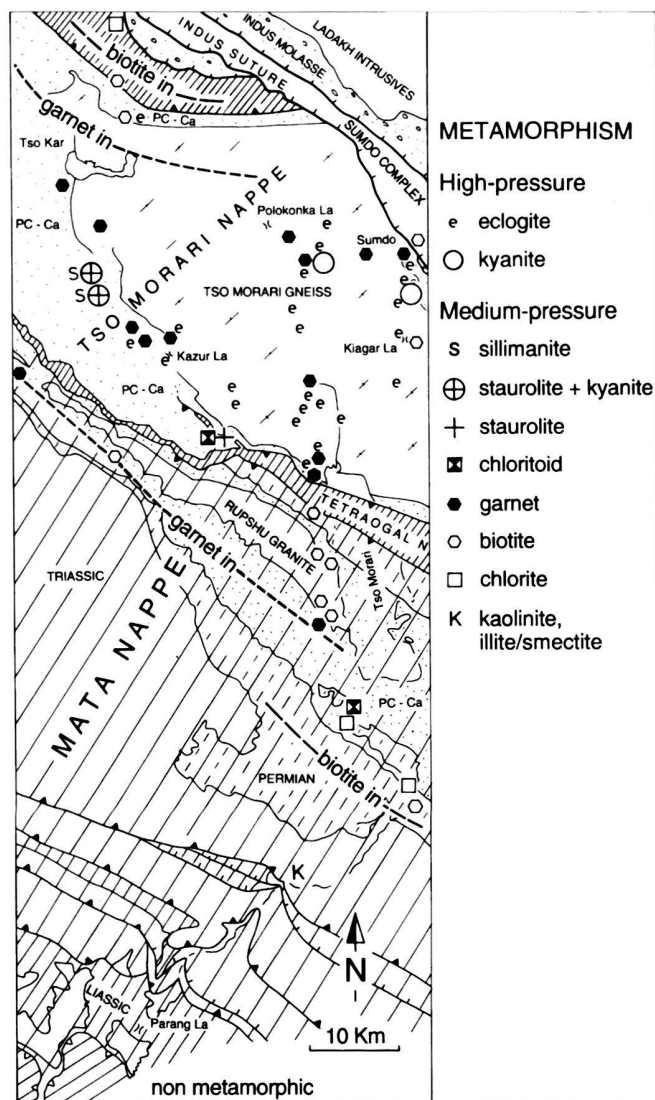 LADAKH INTRUSIVES
INDUS MOLASSE
INDUS SUTURE
SUMDO COMPLEX
biotite in
e PC - Ca
garnet in
Tso Kar
TSO MORARI NAPPE
Polokonka La
e
PC - Ca
e
Sumdo
e
e
e
e
S
S
TSO MORARI GNEISS
e
e
e
e
e
e
Kiagar La
e
e
Kazur La
PC - Ca
e
e
e
e
e
e
e
e
e
TETRAOGAL N
RUPSHU GRANITE
garnet in
Tso Morari
TRIASSIC
MATA NAPPE
PC - Ca
biotite in
PERMIAN
K
N
10 Km
LIASSIC
Parang La
non metamorphic
METAMORPHISM
High-pressure
e eclogite
kyanite
Medium-pressure
S sillimanite
staurolite + kyanite
staurolite
chloritoid
garnet
biotite
chlorite
K kaolinite,
illite/smectite